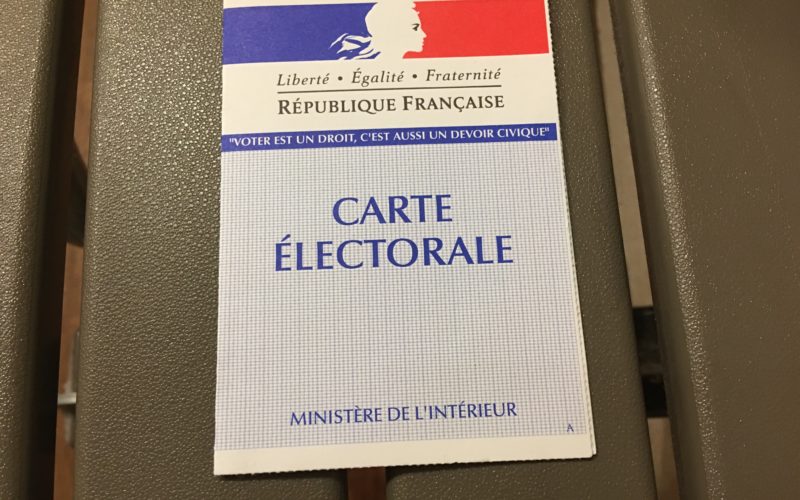 Liberté • Égalité • Fraternité
RÉPUBLIQUE FRANÇAISE
"VOTER EST UN DROIT, C'EST AUSSI UN DEVOIR CIVIQUE"
CARTE
ÉLECTORALE
MINISTÈRE DE L'INTÉRIEUR
A